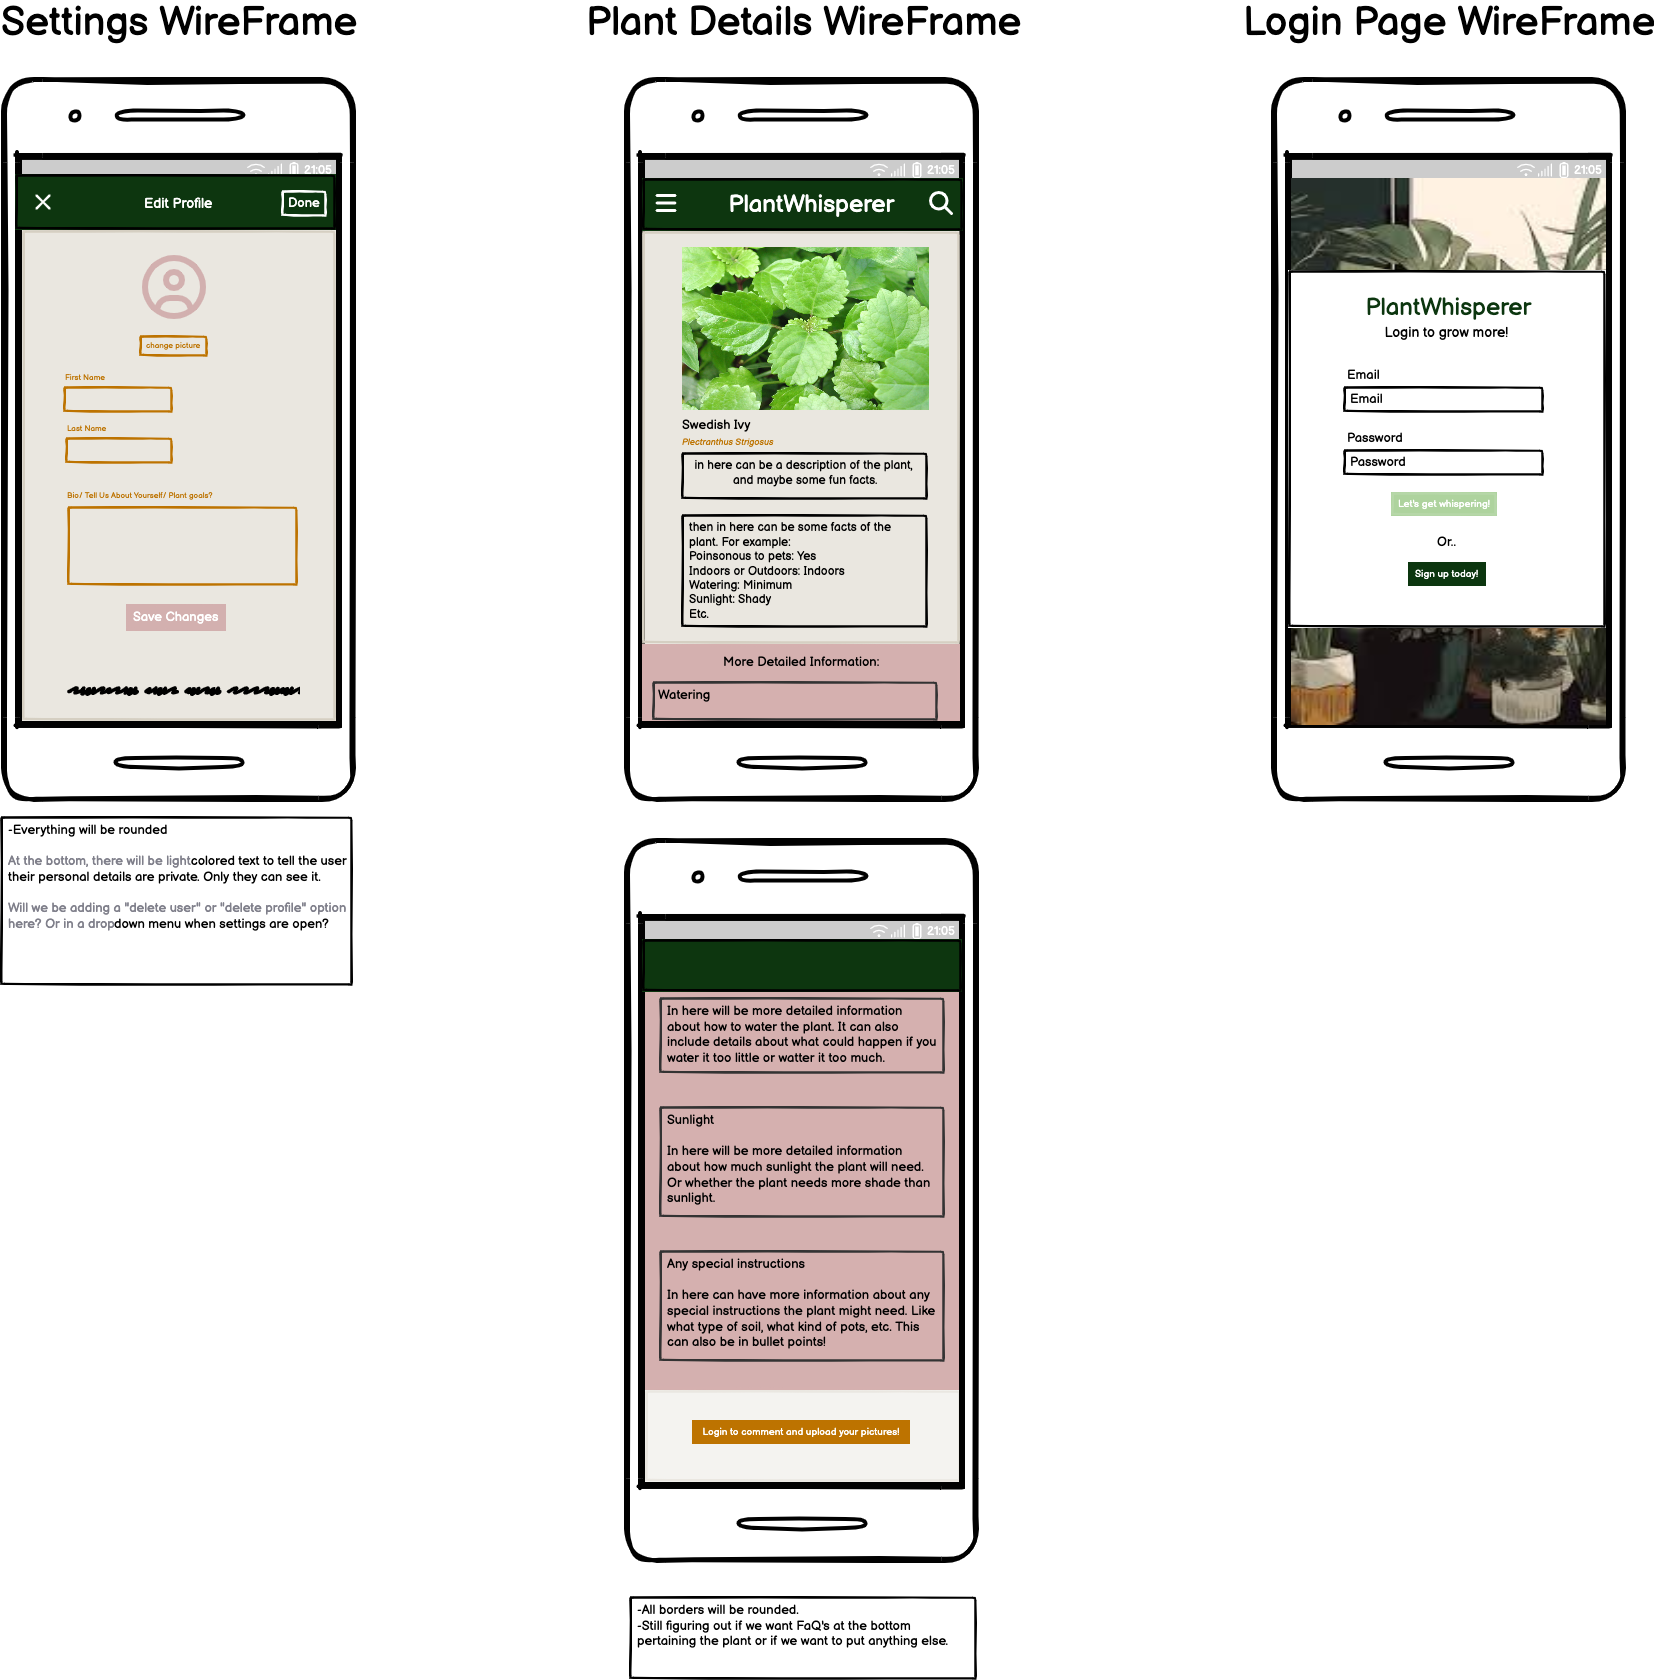 Settings WireFrame
21:05
Edit Profile
Done
change picture
First Name
Last Name
Bio/ Tell Us About Yourself/ Plant goals?
Save Changes
-Everything will be rounded
At the bottom, there will be lightcolored text to tell the user
their personal details are private. Only they can see it.
Will we be adding a "delete user" or "delete profile" option
here? Or in a dropdown menu when settings are open?
Plant Details WireFrame
21:05
PlantWhisperer
Swedish Ivy
Plectranthus Strigosus
in here can be a description of the plant,
and maybe some fun facts.
then in here can be some facts of the
plant. For example:
Poinsonous to pets: Yes
Indoors or Outdoors: Indoors
Watering: Minimum
Sunlight: Shady
Etc.
More Detailed Information:
Watering
21:05
In here will be more detailed information
about how to water the plant. It can also
include details about what could happen if you
water it too little or watter it too much.
Sunlight
In here will be more detailed information
about how much sunlight the plant will need.
Or whether the plant needs more shade than
sunlight.
Any special instructions
In here can have more information about any
special instructions the plant might need. Like
what type of soil, what kind of pots, etc. This
can also be in bullet points!
Login to comment and upload your pictures!
-All borders will be rounded.
-Still figuring out if we want FaQ's at the bottom
pertaining the plant or if we want to put anything else.
Login Page WireFrame
21:05
PlantWhisperer
Login to grow more!
Email
Email
Password
Password
Let's get whispering!
Or..
Sign up today!